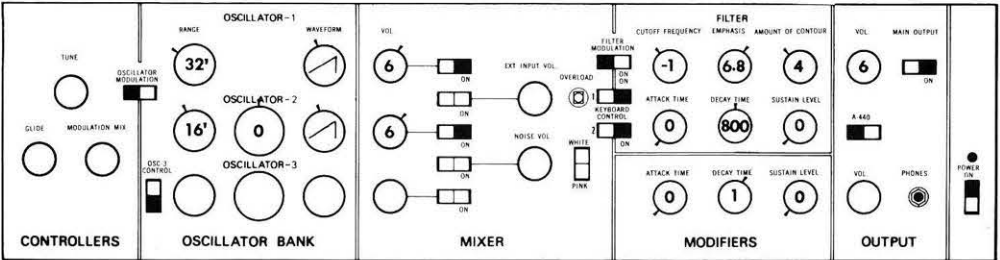 TUNE
GLIDE MODULATION MIX
CONTROLLERS
OSCILLATOR MODULATION
OSC 3 CONTROL
OSCILLATOR-1
RANGE WAVEFORM
32'
OSCILLATOR-2
16' 0
OSCILLATOR-3
OSCILLATOR BANK
VOL
6 ON
EXT INPUT VOL.
OVERLOAD
ON
6 ON
NOISE VOL
WHITE
ON
PINK
ON
MIXER
FILTER
FILTER MODULATION
ON
ON
1
KEYBOARD CONTROL
2
CUTOFF FREQUENCY EMPHASIS AMOUNT OF CONTOUR
-1 6.8 4
ATTACK TIME DECAY TIME SUSTAIN LEVEL
0 800 0
ATTACK TIME DECAY TIME SUSTAIN LEVEL
0 1 0
MODIFIERS
VOL MAIN OUTPUT
6 ON
A-440
VOL PHONES
OUTPUT
POWER
ON